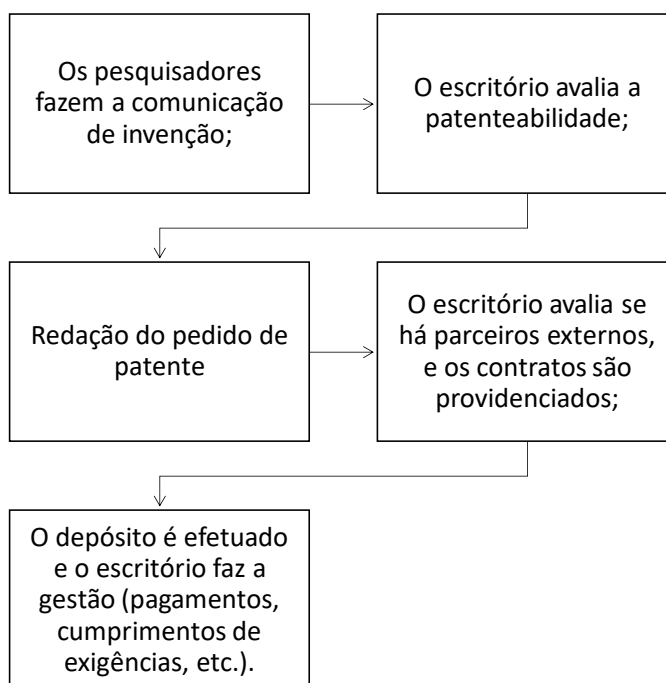 Os pesquisadores
fazem a comunicação
de invenção;
O escritório avalia a
patenteabilidade;
Redação do pedido de
patente
O escritório avalia se
há parceiros externos,
e os contratos são
providenciados;
O depósito é efetuado
e o escritório faz a
gestão (pagamentos,
cumprimentos de
exigências, etc.).